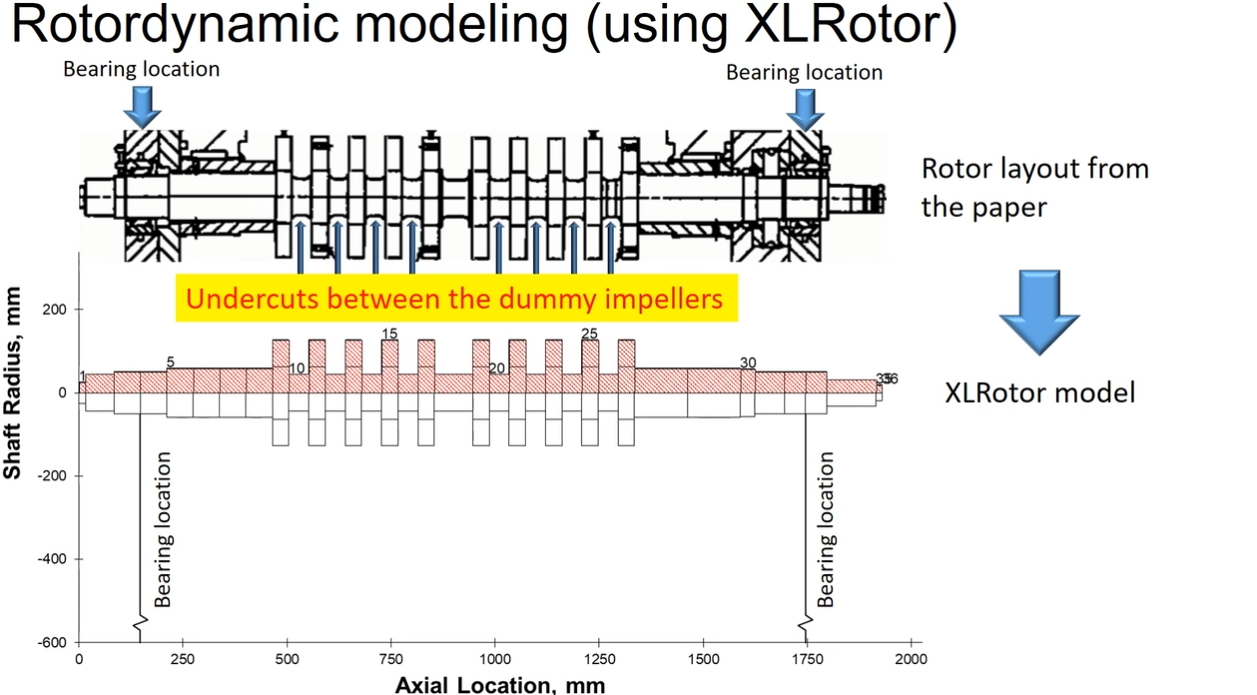 Rotordynamic modeling (using XLRotor)
Bearing location
Bearing location
Rotor layout from
the paper
Undercuts between the dummy impellers
XLRotor model
Shaft Radius, mm
200
0
-200
-400
-600
1
5
10
15
20
25
30
36
Bearing location
Bearing location
0
250
500
750
1000
1250
1500
1750
2000
Axial Location, mm